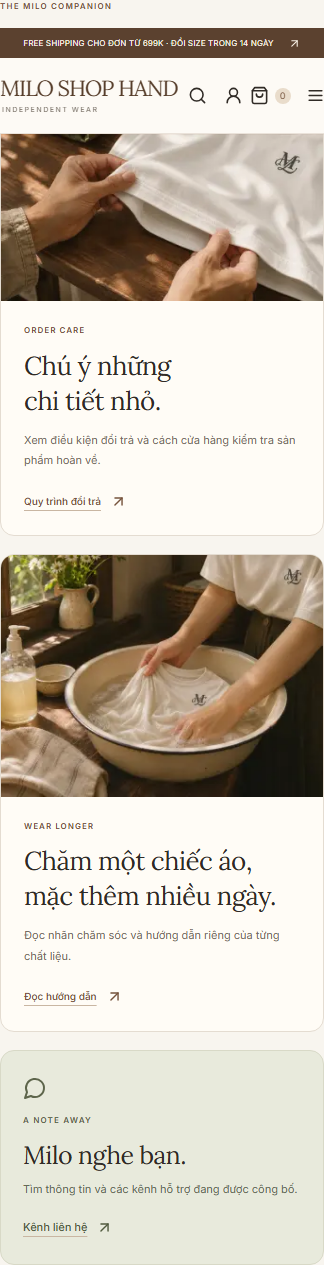 THE MILO COMPANION
FREE SHIPPING CHO ĐƠN TỪ 699K · ĐỔI SIZE TRONG 14 NGÀY
MILO SHOP HAND
INDEPENDENT WEAR
0
M
ORDER CARE
Chú ý những
chi tiết nhỏ.
Xem điều kiện đổi trả và cách cửa hàng kiểm tra sản
phẩm hoàn về.
Quy trình đổi trả
M
M
WEAR LONGER
Chăm một chiếc áo,
mặc thêm nhiều ngày.
Đọc nhãn chăm sóc và hướng dẫn riêng của từng
chất liệu.
Đọc hướng dẫn
A NOTE AWAY
Milo nghe bạn.
Tìm thông tin và các kênh hỗ trợ đang được công bố.
Kênh liên hệ